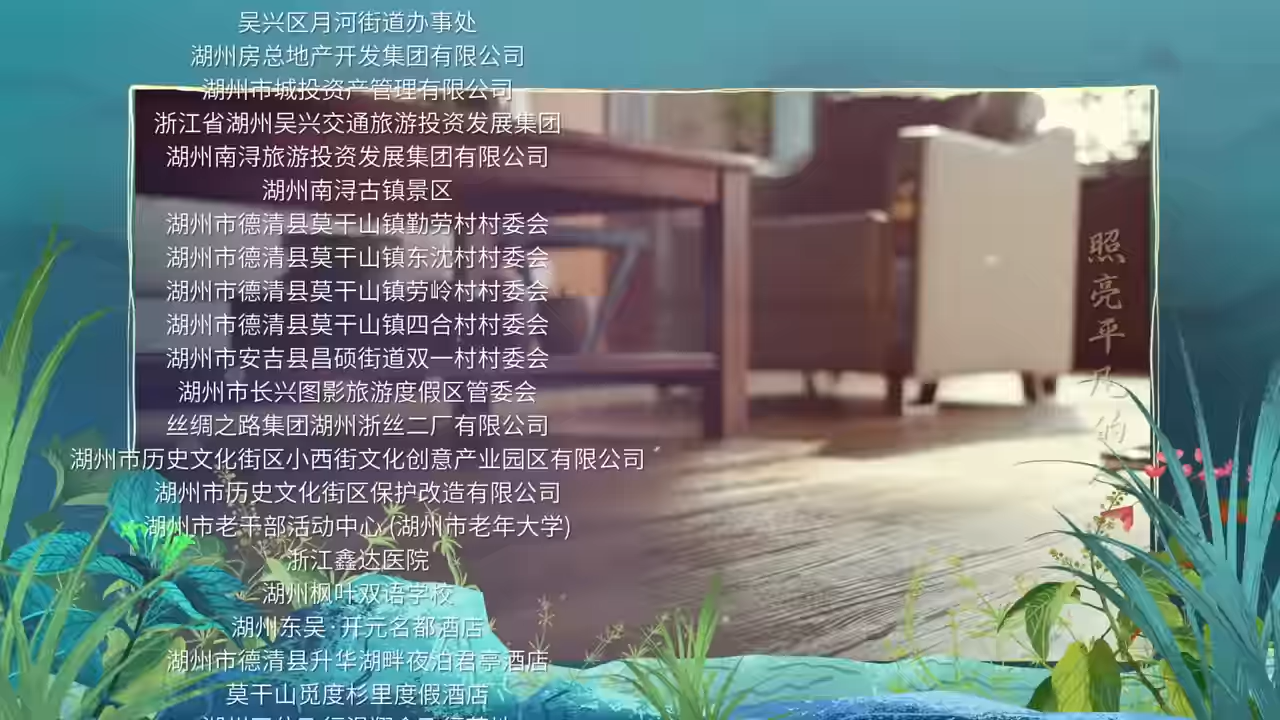 吴兴区月河街道办事处
湖州房总地产开发集团有限公司
湖州市城投资产管理有限公司
浙江省湖州吴兴交通旅游投资发展集团
湖州南浔旅游投资发展集团有限公司
湖州南浔古镇景区
湖州市德清县莫干山镇勤劳村村委会
湖州市德清县莫干山镇东沈村村委会
湖州市德清县莫干山镇劳岭村村委会
湖州市德清县莫干山镇四合村村委会
湖州市安吉县昌硕街道双一村村委会
湖州市长兴图影旅游度假区管委会
丝绸之路集团湖州浙丝二厂有限公司
湖州市历史文化街区小西街文化创意产业园区有限公司
湖州市历史文化街区保护改造有限公司
湖州市老干部活动中心(湖州市老年大学)
浙江鑫达医院
湖州枫叶双语学校
湖州东吴·开元名都酒店
湖州市德清县升华湖畔夜泊君亭酒店
莫干山觅度杉里度假酒店
照亮平凡的